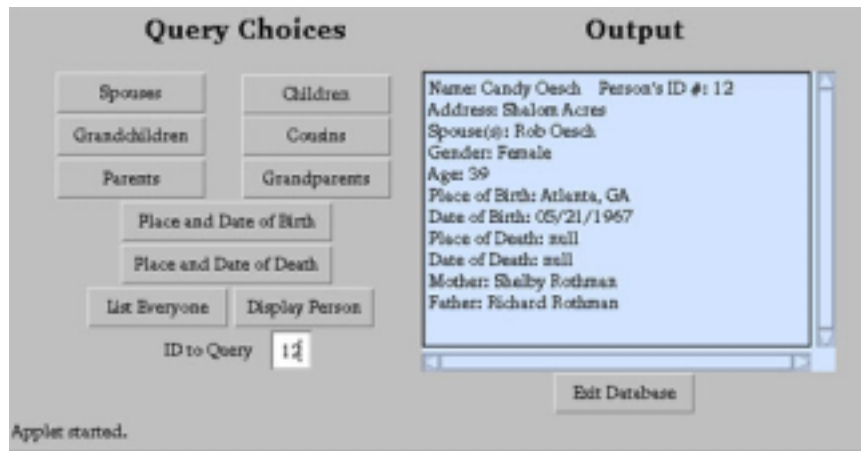 Query Choices
Spouses Children
Grandchildren Cousins
Parents Grandparents
Place and Date of Birth
Place and Date of Death
List Everyone Display Person
ID to Query 12
Output
Name: Candy Oesch Person's ID #: 12
Address: Shalom Acres
Spouse(s): Rob Oesch
Gender: Female
Age: 39
Place of Birth: Atlanta, GA
Date of Birth: 05/21/1967
Place of Death: null
Date of Death: null
Mother: Shelby Rothman
Father: Richard Rothman
Exit Database
Applet started.